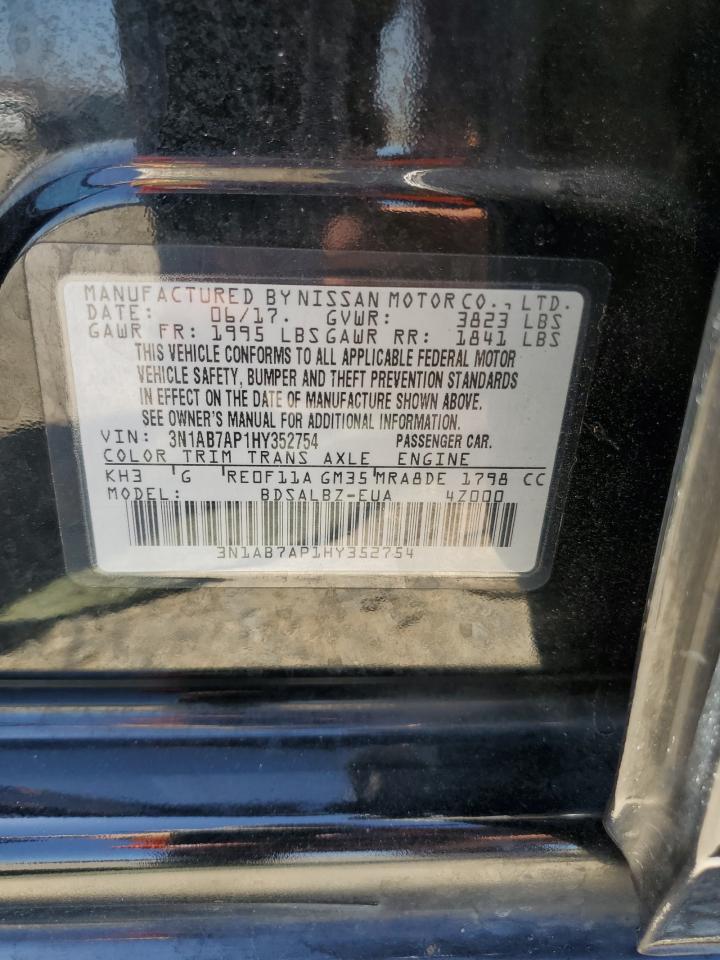 MANUFACTURED BY NISSAN MOTOR CO., LTD.
DATE: 06/17. GVWR: 3823 LBS
GAWR FR: 1995 LBS GAWR RR: 1841 LBS
THIS VEHICLE CONFORMS TO ALL APPLICABLE FEDERAL MOTOR
VEHICLE SAFETY, BUMPER AND THEFT PREVENTION STANDARDS
IN EFFECT ON THE DATE OF MANUFACTURE SHOWN ABOVE.
SEE OWNER'S MANUAL FOR ADDITIONAL INFORMATION.
VIN: 3N1AB7AP1HY352754 PASSENGER CAR.
COLOR TRIM TRANS AXLE ENGINE
KH3 G RE0F11A GM35 MRA8DE 1798 CC
MODEL: BDSALBZ-EUA 4Z000
3N1AB7AP1HY352754